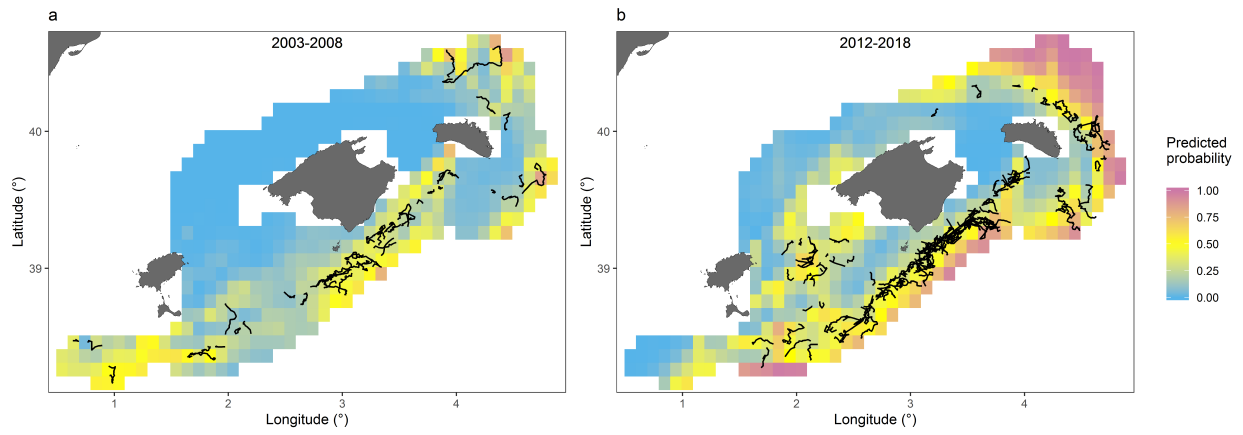 a
2003-2008
40
39
Latitude (°)
1
2
3
4
Longitude (°)
b
2012-2018
40
39
Latitude (°)
1
2
3
4
Longitude (°)
Predicted
probability
1.00
0.75
0.50
0.25
0.00